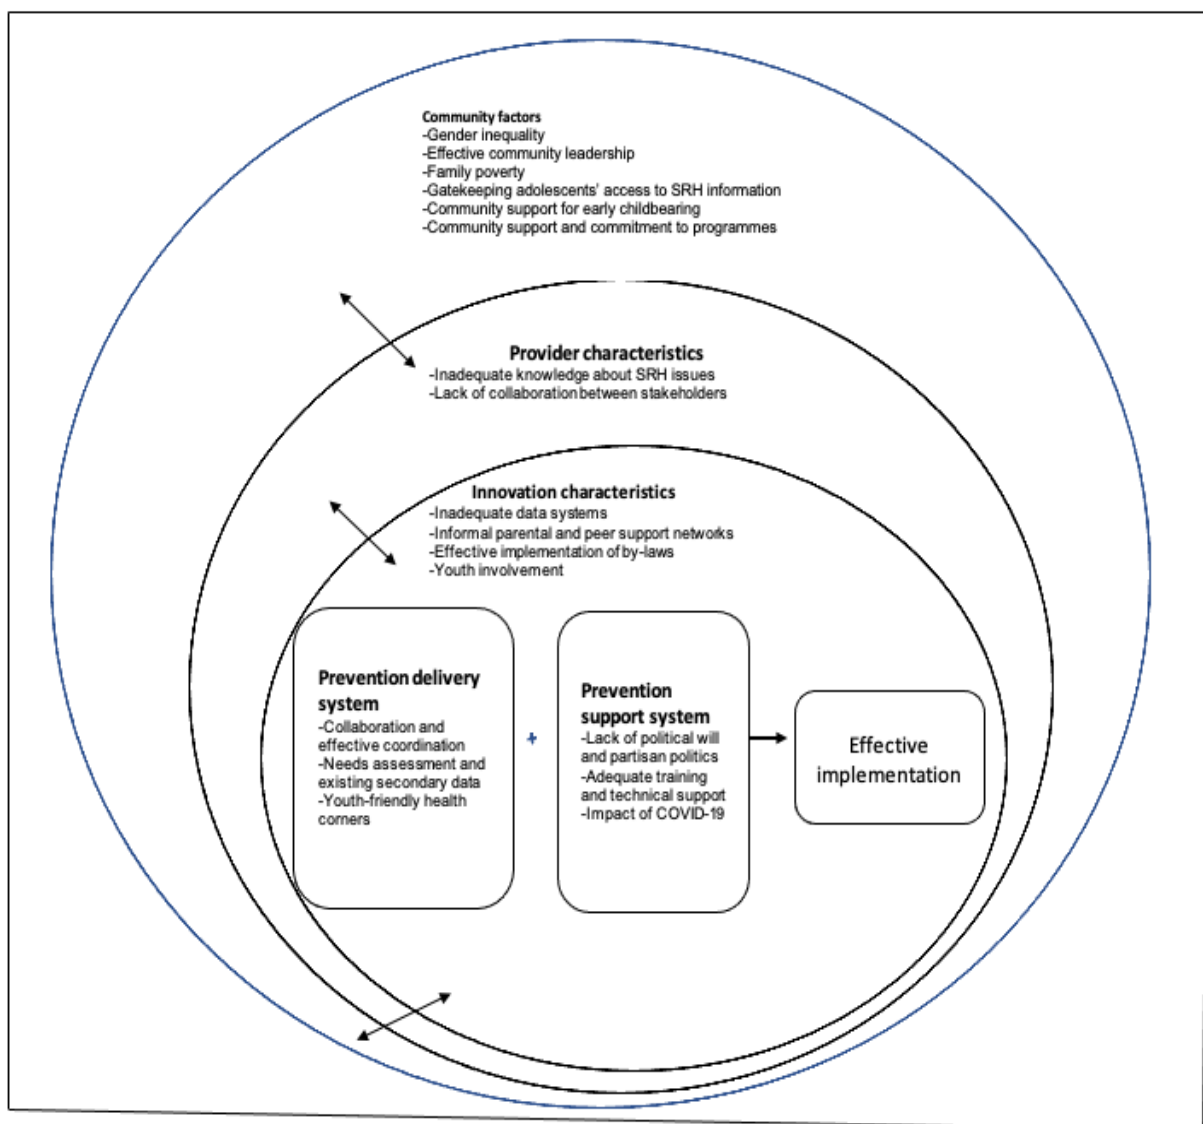 Community factors
-Gender inequality
-Effective community leadership
-Family poverty
-Gatekeeping adolescents' access to SRH information
-Community support for early childbearing
-Community support and commitment to programmes
Provider characteristics
-Inadequate knowledge about SRH issues
-Lack of collaboration between stakeholders
Innovation characteristics
-Inadequate data systems
-Informal parental and peer support networks
-Effective implementation of by-laws
-Youth involvement
Prevention delivery
system
-Collaboration and
effective coordination
-Needs assessment and
existing secondary data
-Youth-friendly health
corners
+
Prevention
support system
-Lack of political will
and partisan politics
-Adequate training
and technical support
-Impact of COVID-19
Effective
implementation